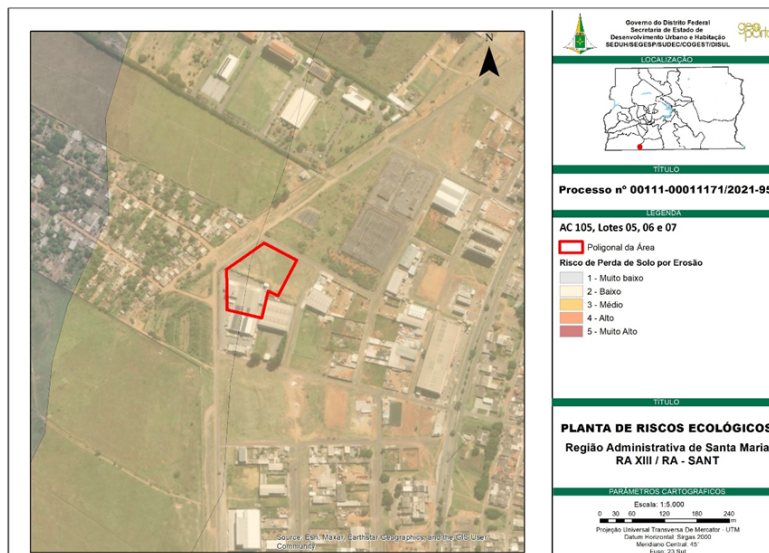 N
Source: Esri, Maxar, Earthstar Geographics and the GIS User
Community
Governo do Distrito Federal
Secretaria de Estado de
Desenvolvimento Urbano e Habitação
SEDUH/SEGESP/SUDEC/COGEST/DISUL
LOCALIZAÇÃO
TÍTULO
Processo nº 00111-00011171/2021-95
LEGENDA
AC 105, Lotes 05, 06 e 07
Poligonal da Área
Risco de Perda de Solo por Erosão
1 - Muito baixo
2 - Baixo
3 - Médio
4 - Alto
5 - Muito Alto
TÍTULO
PLANTA DE RISCOS ECOLÓGICOS
Região Administrativa de Santa Maria
RA XIII / RA - SANT
PARÂMETROS CARTOGRÁFICOS
Escala: 1:5.000
0 30 60 120 180 240
m
Projeção Universal Transversa De Mercator - UTM
Datum Horizontal: Sirgas 2000
Meridiano Central: 45°
Fuso: 23 Sul